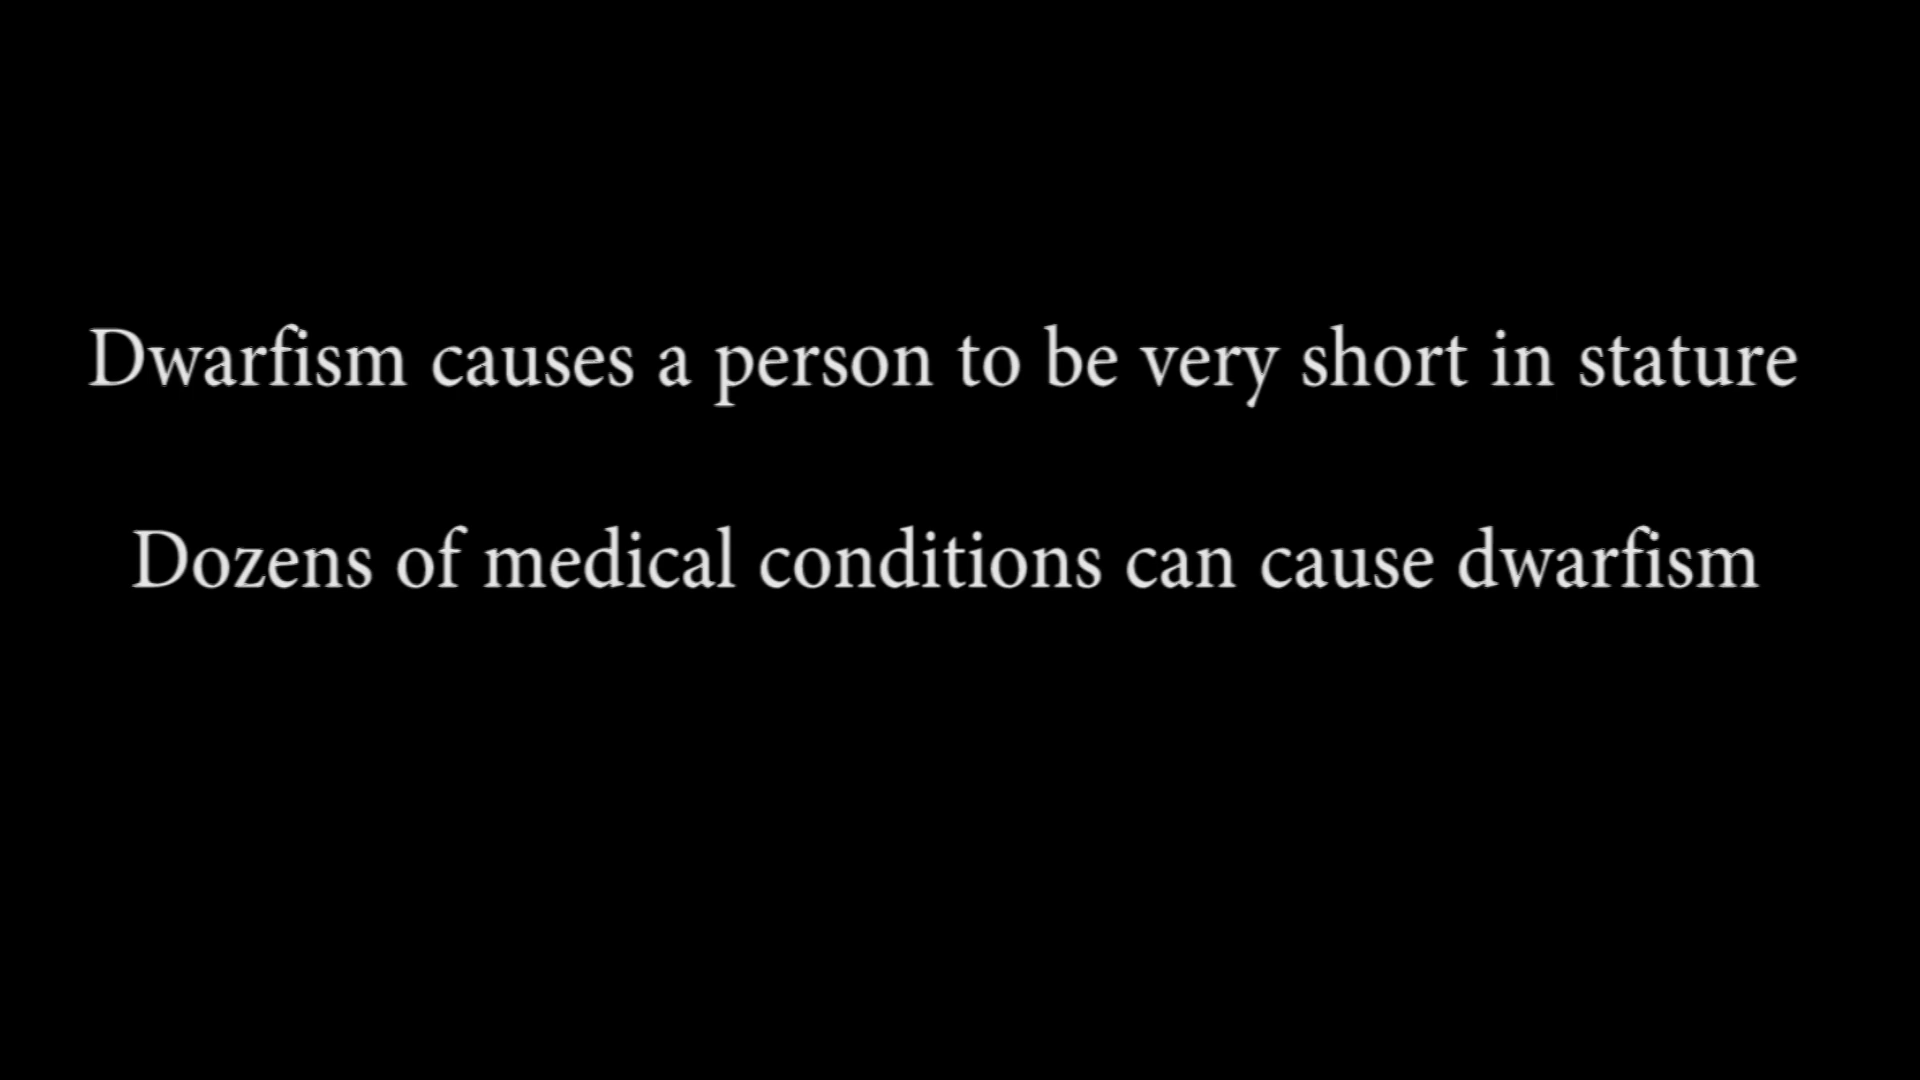 Dwarfism causes a person to be very short in stature
Dozens of medical conditions can cause dwarfism